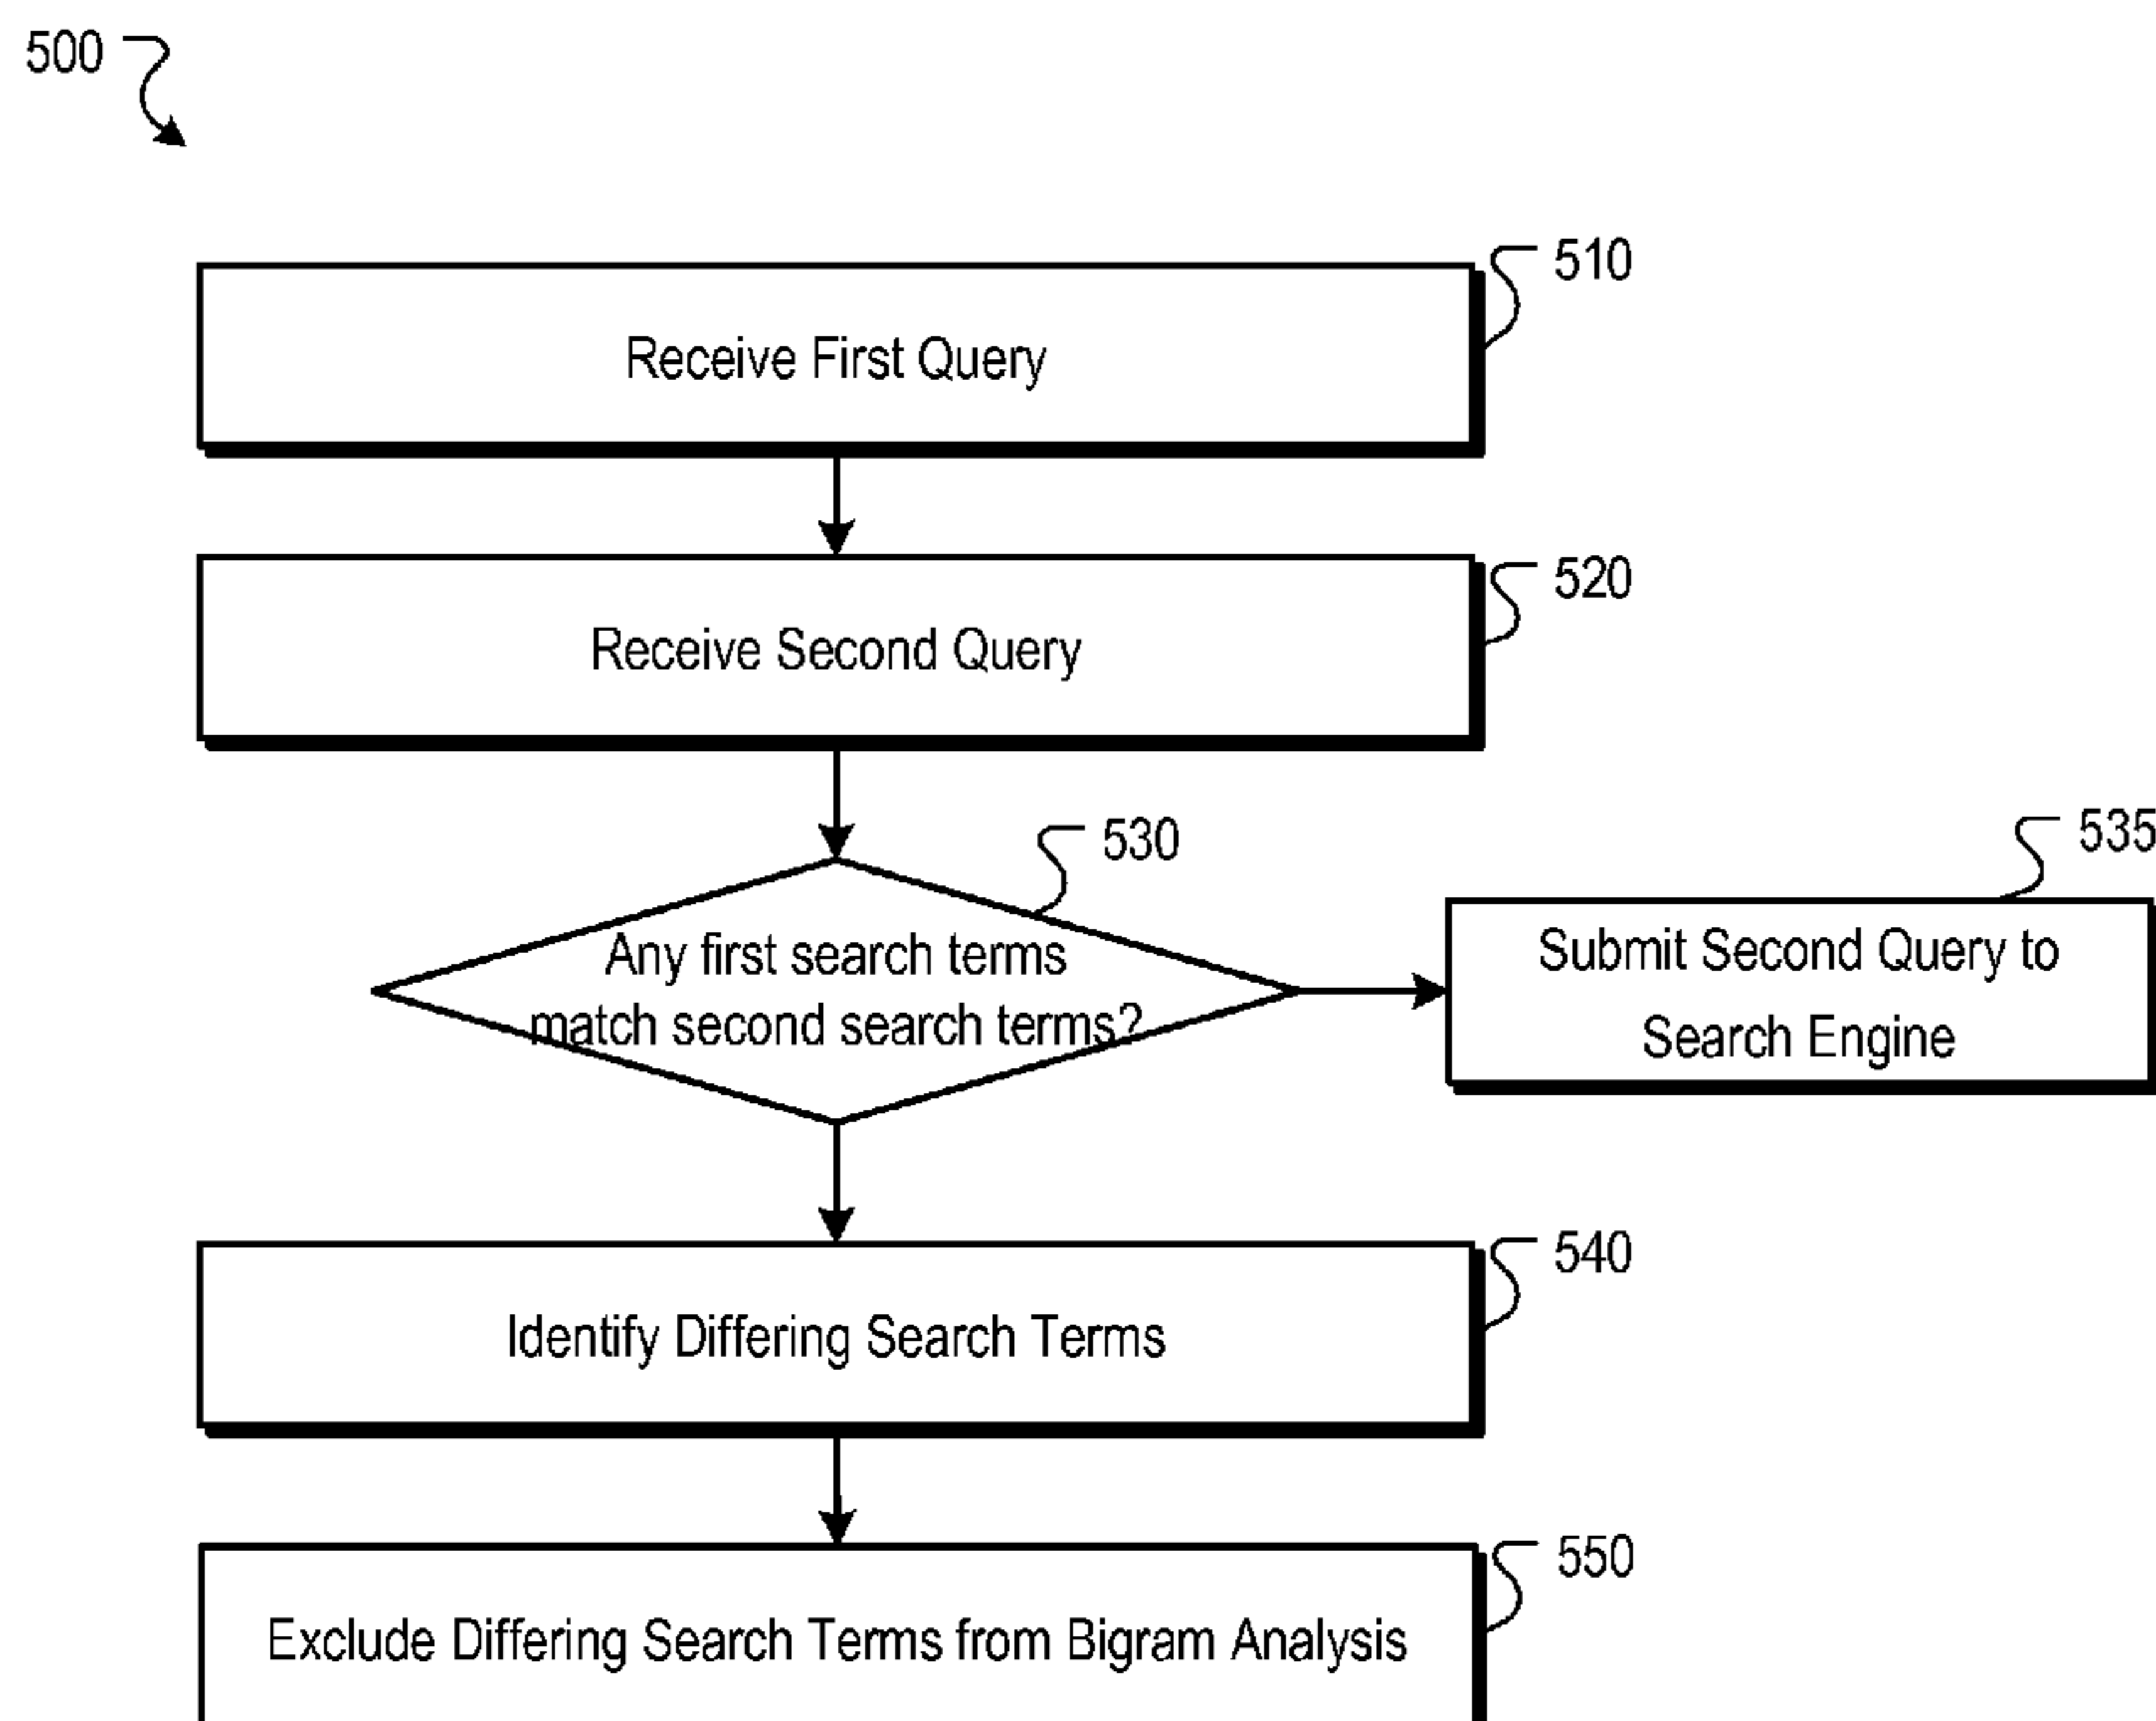 500
510
Receive First Query
520
Receive Second Query
530
535
Any first search terms
match second search terms?
Submit Second Query to
Search Engine
540
Identify Differing Search Terms
550
Exclude Differing Search Terms from Bigram Analysis